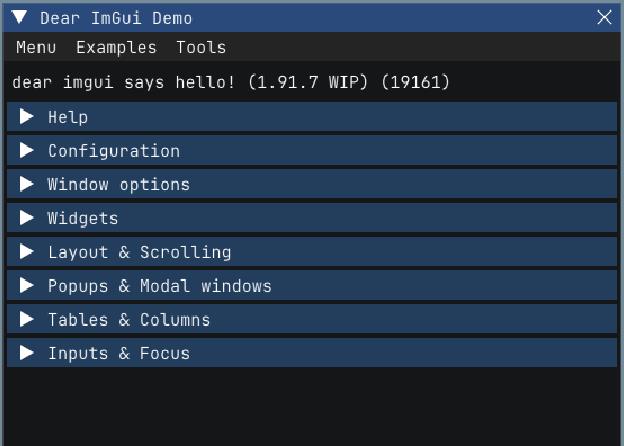 Dear ImGui Demo
Menu Examples Tools
dear imgui says hello! (1.91.7 WIP) (19161)
Help
Configuration
Window options
Widgets
Layout & Scrolling
Popups & Modal windows
Tables & Columns
Inputs & Focus